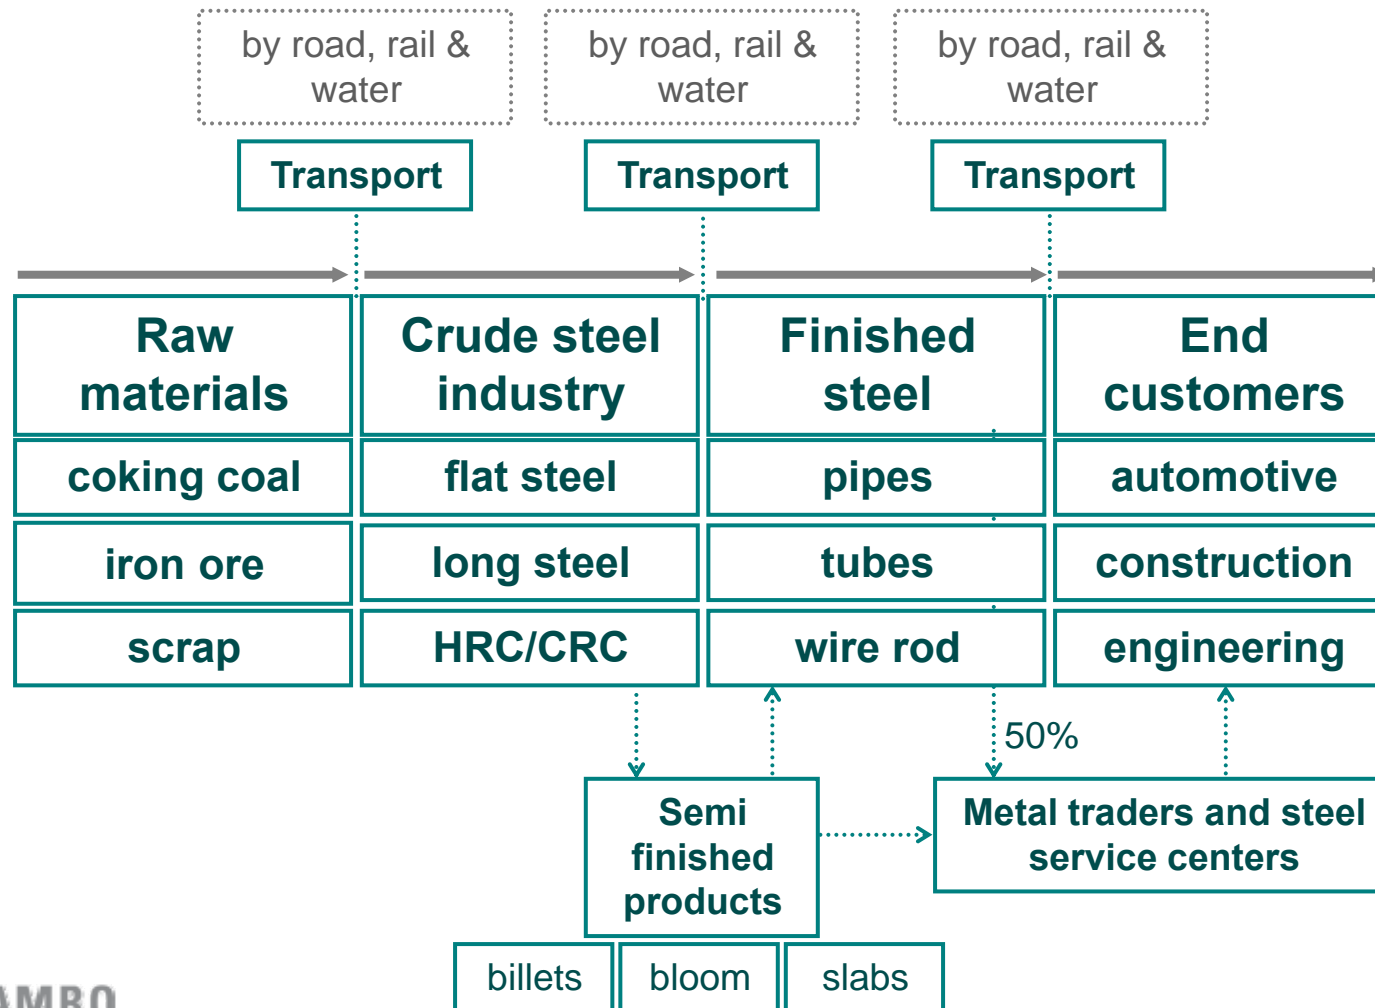 by road, rail &
water
by road, rail &
water
by road, rail &
water
Transport
Transport
Transport
Raw
materials
Crude steel
industry
Finished
steel
End
customers
coking coal
flat steel
pipes
automotive
iron ore
long steel
tubes
construction
scrap
HRC/CRC
wire rod
engineering
50%
Semi
finished
products
Metal traders and steel
service centers
billets
bloom
slabs
AMRO